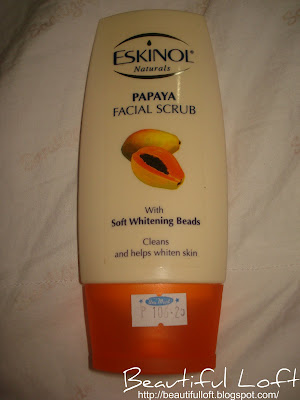 ESKINOL®
Naturals
PAPAYA
FACIAL SCRUB
With
Soft Whitening Beads
Cleans
and helps whiten skin
Beautiful Loft
http://beautifulloft.blogspot.com/